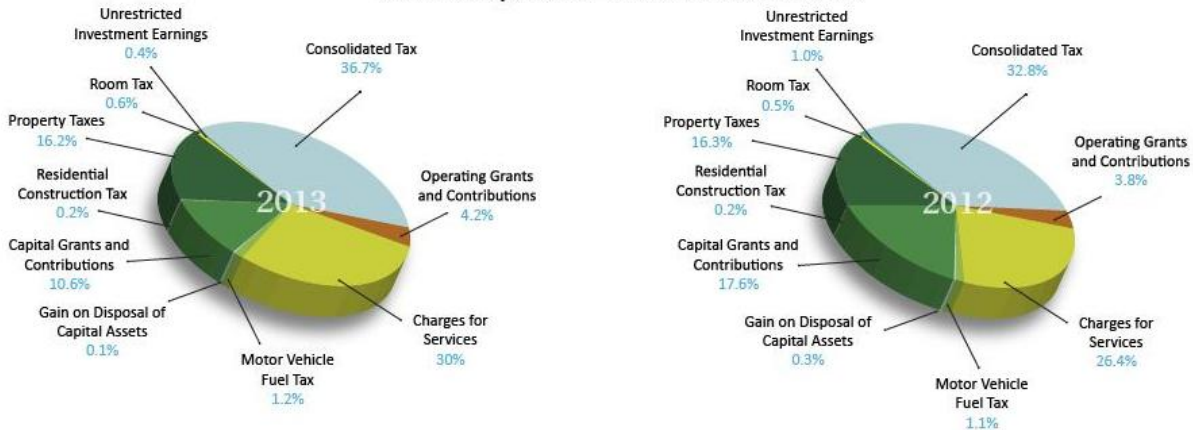 Unrestricted
Investment Earnings
0.4%
Consolidated Tax
36.7%
Room Tax
0.6%
Property Taxes
16.2%
Residential
Construction Tax
0.2%
Operating Grants
and Contributions
4.2%
Capital Grants and
Contributions
10.6%
Gain on Disposal of
Capital Assets
0.1%
Motor Vehicle
Fuel Tax
1.2%
Charges for
Services
30%
2013
Unrestricted
Investment Earnings
1.0%
Consolidated Tax
32.8%
Room Tax
0.5%
Property Taxes
16.3%
Residential
Construction Tax
0.2%
Operating Grants
and Contributions
3.8%
Capital Grants and
Contributions
17.6%
Gain on Disposal of
Capital Assets
0.3%
Motor Vehicle
Fuel Tax
1.1%
Charges for
Services
26.4%
2012